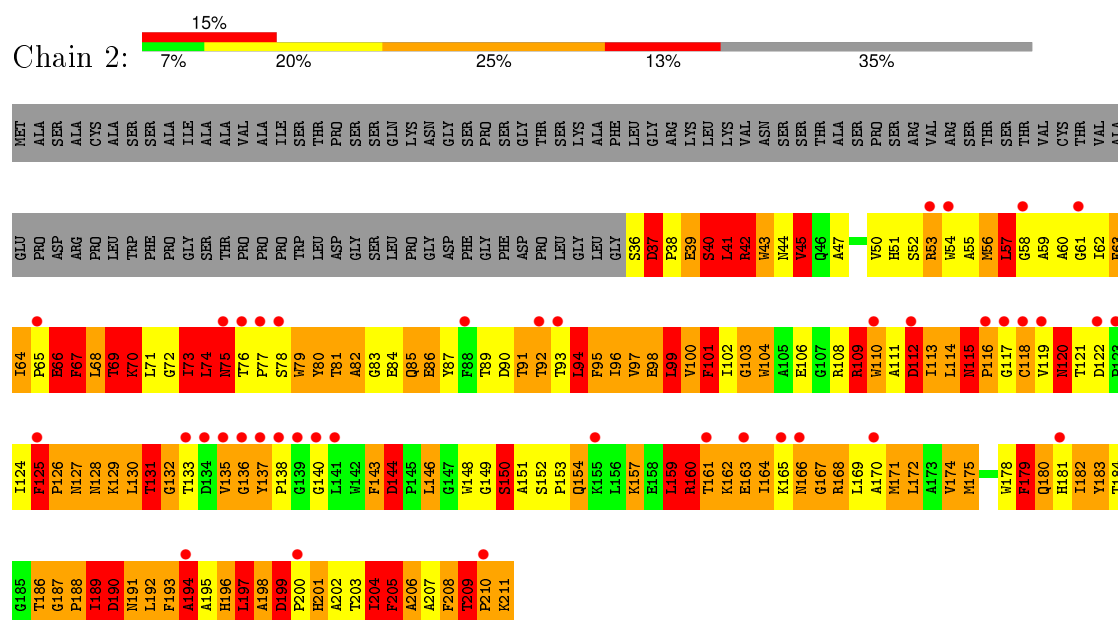 15%
Chain 2:
7% 20% 25% 13% 35%
MET ALA SER ALA CYS ALA SER SER ALA ILE ALA ALA VAL ALA ILE SER THR PRO SER SER GLN LYS ASN GLY SER PRO SER GLY THR SER LYS ALA PHE LEU GLY ARG LYS LEU LYS VAL ASN SER SER THR ALA SER PRO SER ARG VAL ARG SER THR SER THR VAL CYS THR VAL
GLU PRO ASP ARG PRO LEU TRP PHE PRO GLY SER THR PRO PRO PRO TRP LEU ASP GLY SER LEU PRO GLY ASP PHE GLY PHE ASP PRO LEU GLY LEU GLY S36 D37 P38 E39 S40 L41 R42 W43 N44 V45 Q46 A47 V50 H51 S52 R53 W54 A55 M56 L57 G58 A59 A60 G61 I62
I64 P65 E66 F67 L68 T69 K70 L71 G72 I73 L74 N75 T76 P77 S78 W79 Y80 T81 A82 G83 E84 Q85 E86 Y87 F88 T89 D90 T91 T92 T93 L94 F95 I96 V97 E98 L99 V100 F101 I102 G103 W104 A105 E106 G107 R108 R109 W110 A111 D112 I113 L114 N115 P116 G117 C118 V119 N120 T121 D122
I124 F125 P126 N127 N128 K129 L130 T131 G132 T133 D134 V135 G136 Y137 P138 G139 G140 L141 W142 F143 D144 P145 L146 G147 W148 G149 S150 A151 S152 P153 Q154 K155 L156 K157 E158 L159 R160 T161 K162 E163 I164 K165 N166 G167 R168 L169 A170 M171 L172 A173 V174 M175 W178 F179 Q180 H181 I182 Y183
G185 T186 G187 P188 I189 D190 N191 L192 F193 A194 A195 H196 L197 A198 D199 P200 H201 A202 T203 I204 F205 A206 A207 F208 T209 P210 K211